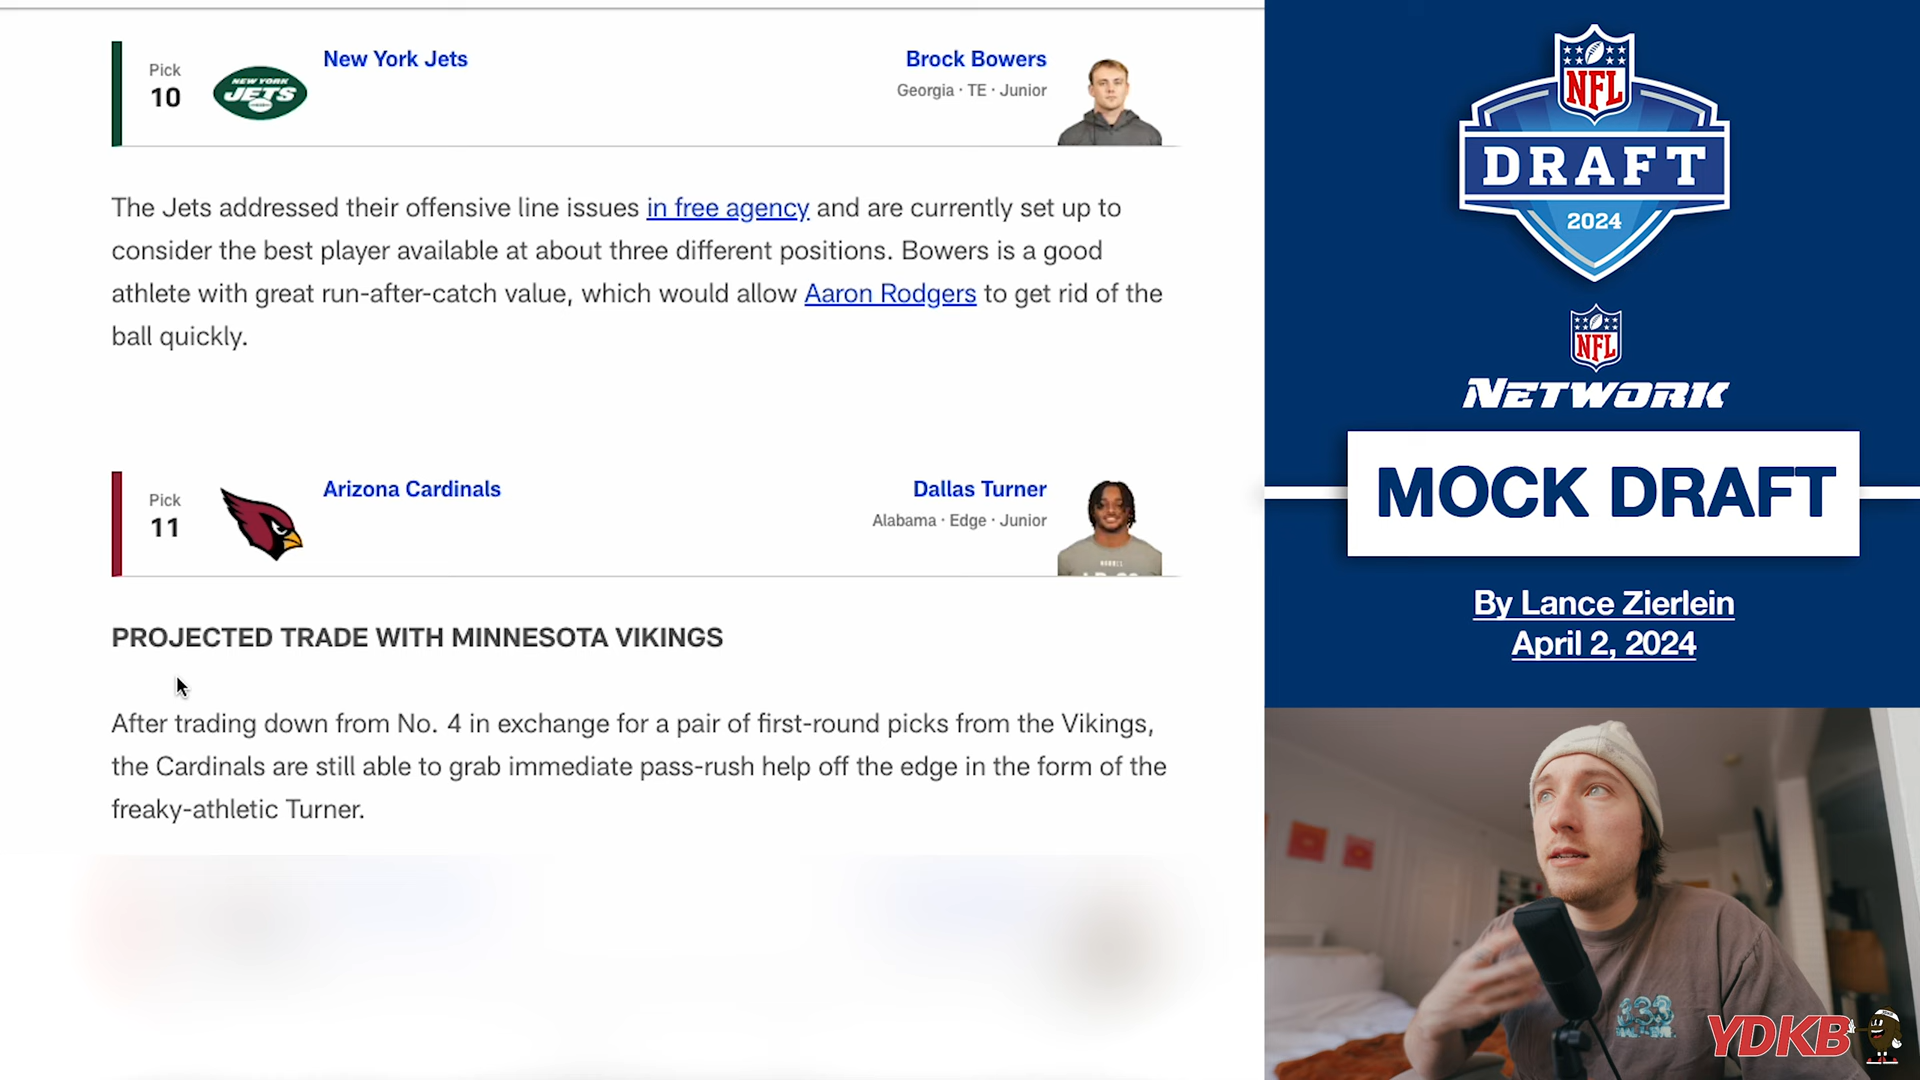 Pick
10
NEW YORK
JETS
New York Jets
Brock Bowers
Georgia · TE · Junior
The Jets addressed their offensive line issues in free agency and are currently set up to
consider the best player available at about three different positions. Bowers is a good
athlete with great run-after-catch value, which would allow Aaron Rodgers to get rid of the
ball quickly.
Pick
11
Arizona Cardinals
Dallas Turner
Alabama · Edge · Junior
PROJECTED TRADE WITH MINNESOTA VIKINGS
After trading down from No. 4 in exchange for a pair of first-round picks from the Vikings,
the Cardinals are still able to grab immediate pass-rush help off the edge in the form of the
freaky-athletic Turner.
NFL
DRAFT
2024
NFL
NETWORK
MOCK DRAFT
By Lance Zierlein
April 2, 2024
YDKB